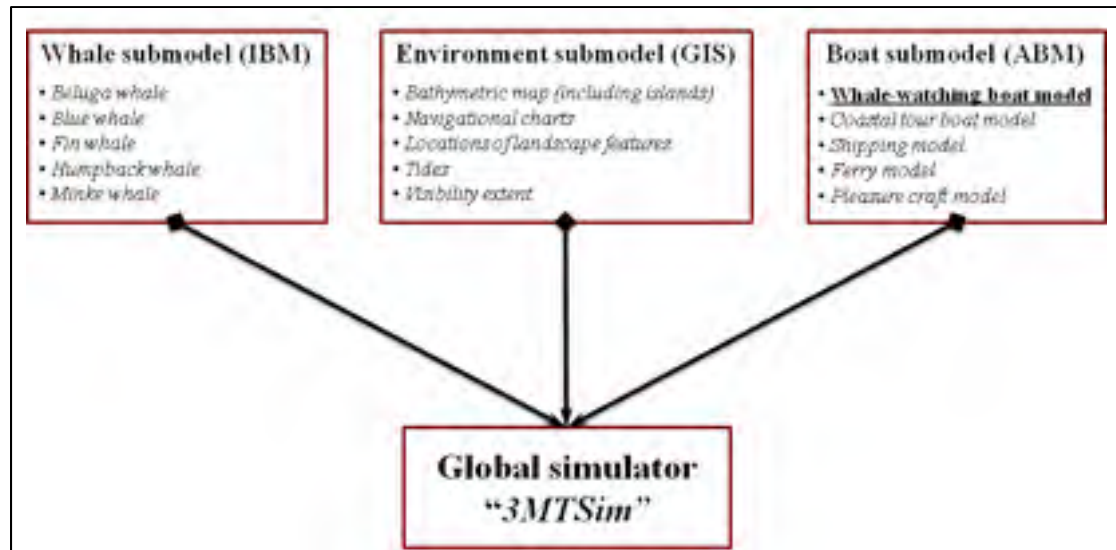 Whale submodel (IBM)
• Beluga whale
• Blue whale
• Fin whale
• Humpback whale
• Minke whale
Environment submodel (GIS)
• Bathymetric map (including islands)
• Navigational charts
• Locations of landscape features
• Tides
• Visibility extent
Boat submodel (ABM)
• Whale-watching boat model
• Coastal tour boat model
• Shipping model
• Ferry model
• Pleasure craft model
Global simulator
“3MTSim”